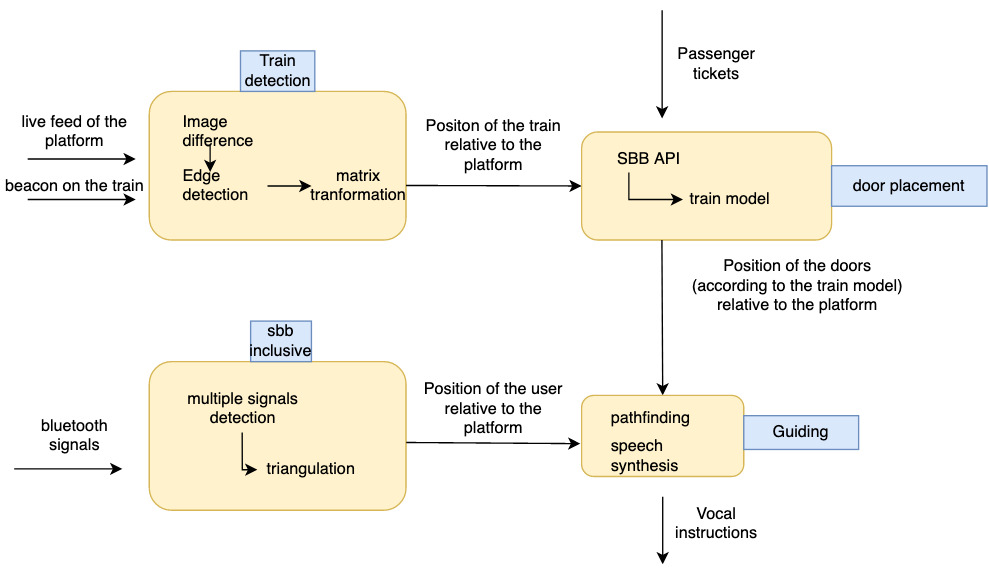 Train
detection
live feed of the
platform
beacon on the train
Image
difference
Edge
detection
matrix
tranformation
Positon of the train
relative to the
platform
Passenger
tickets
SBB API
train model
door placement
Position of the doors
(according to the train model)
relative to the platform
sbb
inclusive
bluetooth
signals
multiple signals
detection
triangulation
Position of the user
relative to the
platform
pathfinding
speech
synthesis
Guiding
Vocal
instructions